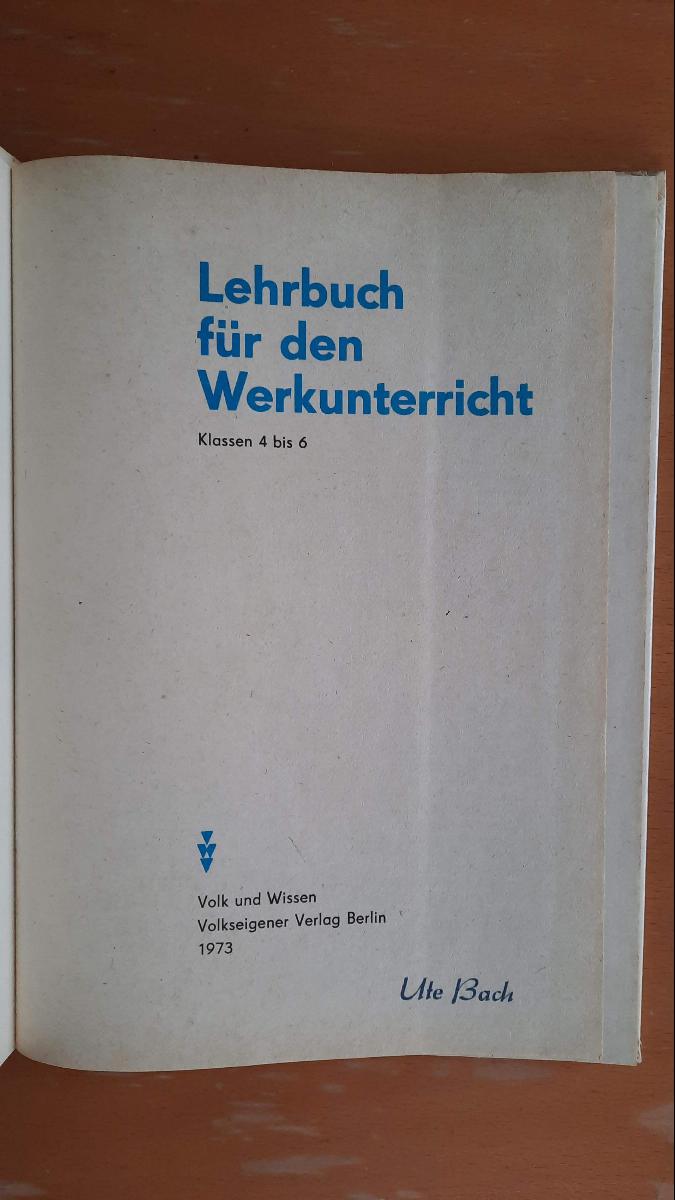 Lehrbuch
für den
Werkunterricht
Klassen 4 bis 6
Volk und Wissen
Volkseigener Verlag Berlin
1973
Ute Bach